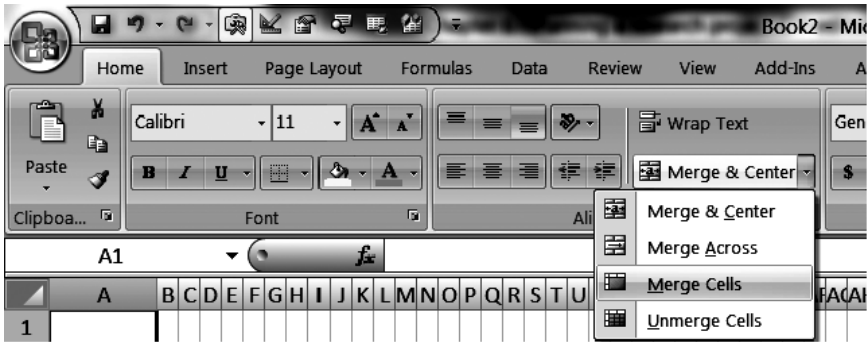 Book2 - Mi
Home Insert Page Layout Formulas Data Review View Add-Ins A
Calibri 11 A A Wrap Text Gen
Paste B I U A Merge & Center $
Clipboa... Font Ali
Merge & Center
Merge Across
Merge Cells
Unmerge Cells
A1 fx
A B C D E F G H I J K L M N O P Q R S T U
1